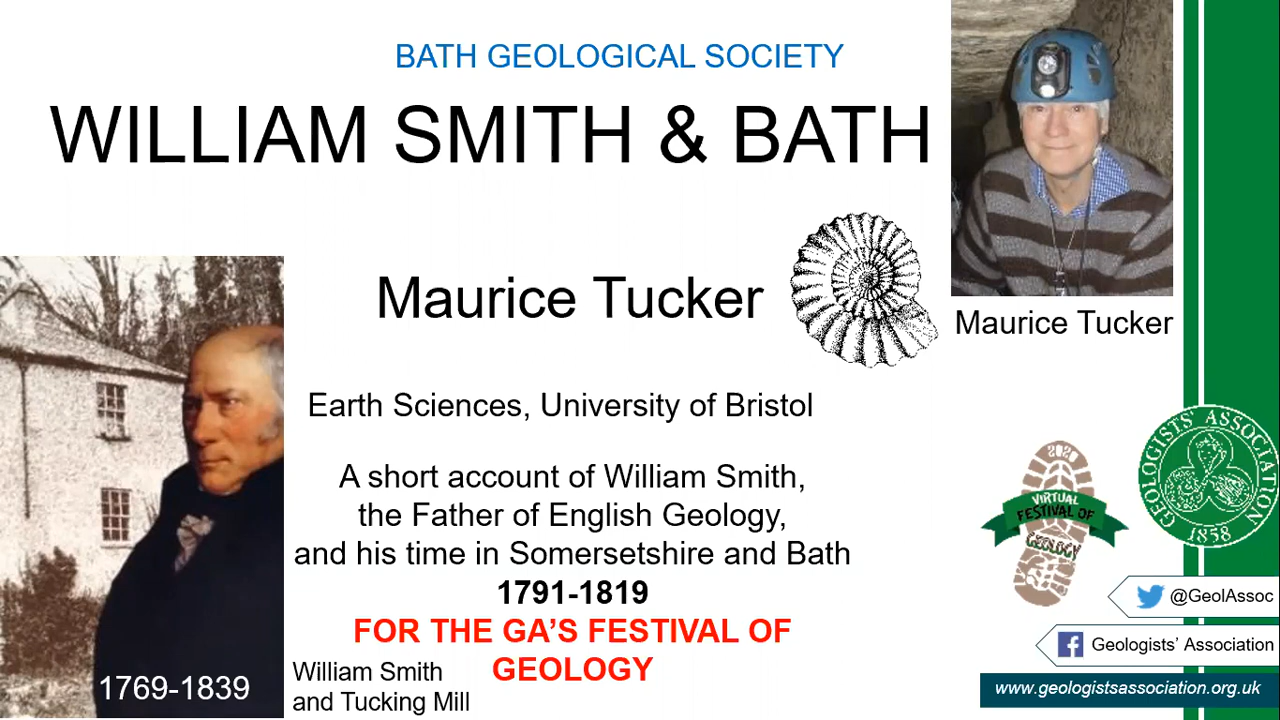 BATH GEOLOGICAL SOCIETY
WILLIAM SMITH & BATH
Maurice Tucker
Maurice Tucker
Earth Sciences, University of Bristol
A short account of William Smith,
the Father of English Geology,
and his time in Somersetshire and Bath
1791-1819
FOR THE GA'S FESTIVAL OF
GEOLOGY
William Smith
and Tucking Mill
1769-1839
2020
VIRTUAL
FESTIVAL OF
GEOLOGY
GEOLOGISTS' ASSOCIATION
1858
@GeolAssoc
Geologists' Association
www.geologistsassociation.org.uk